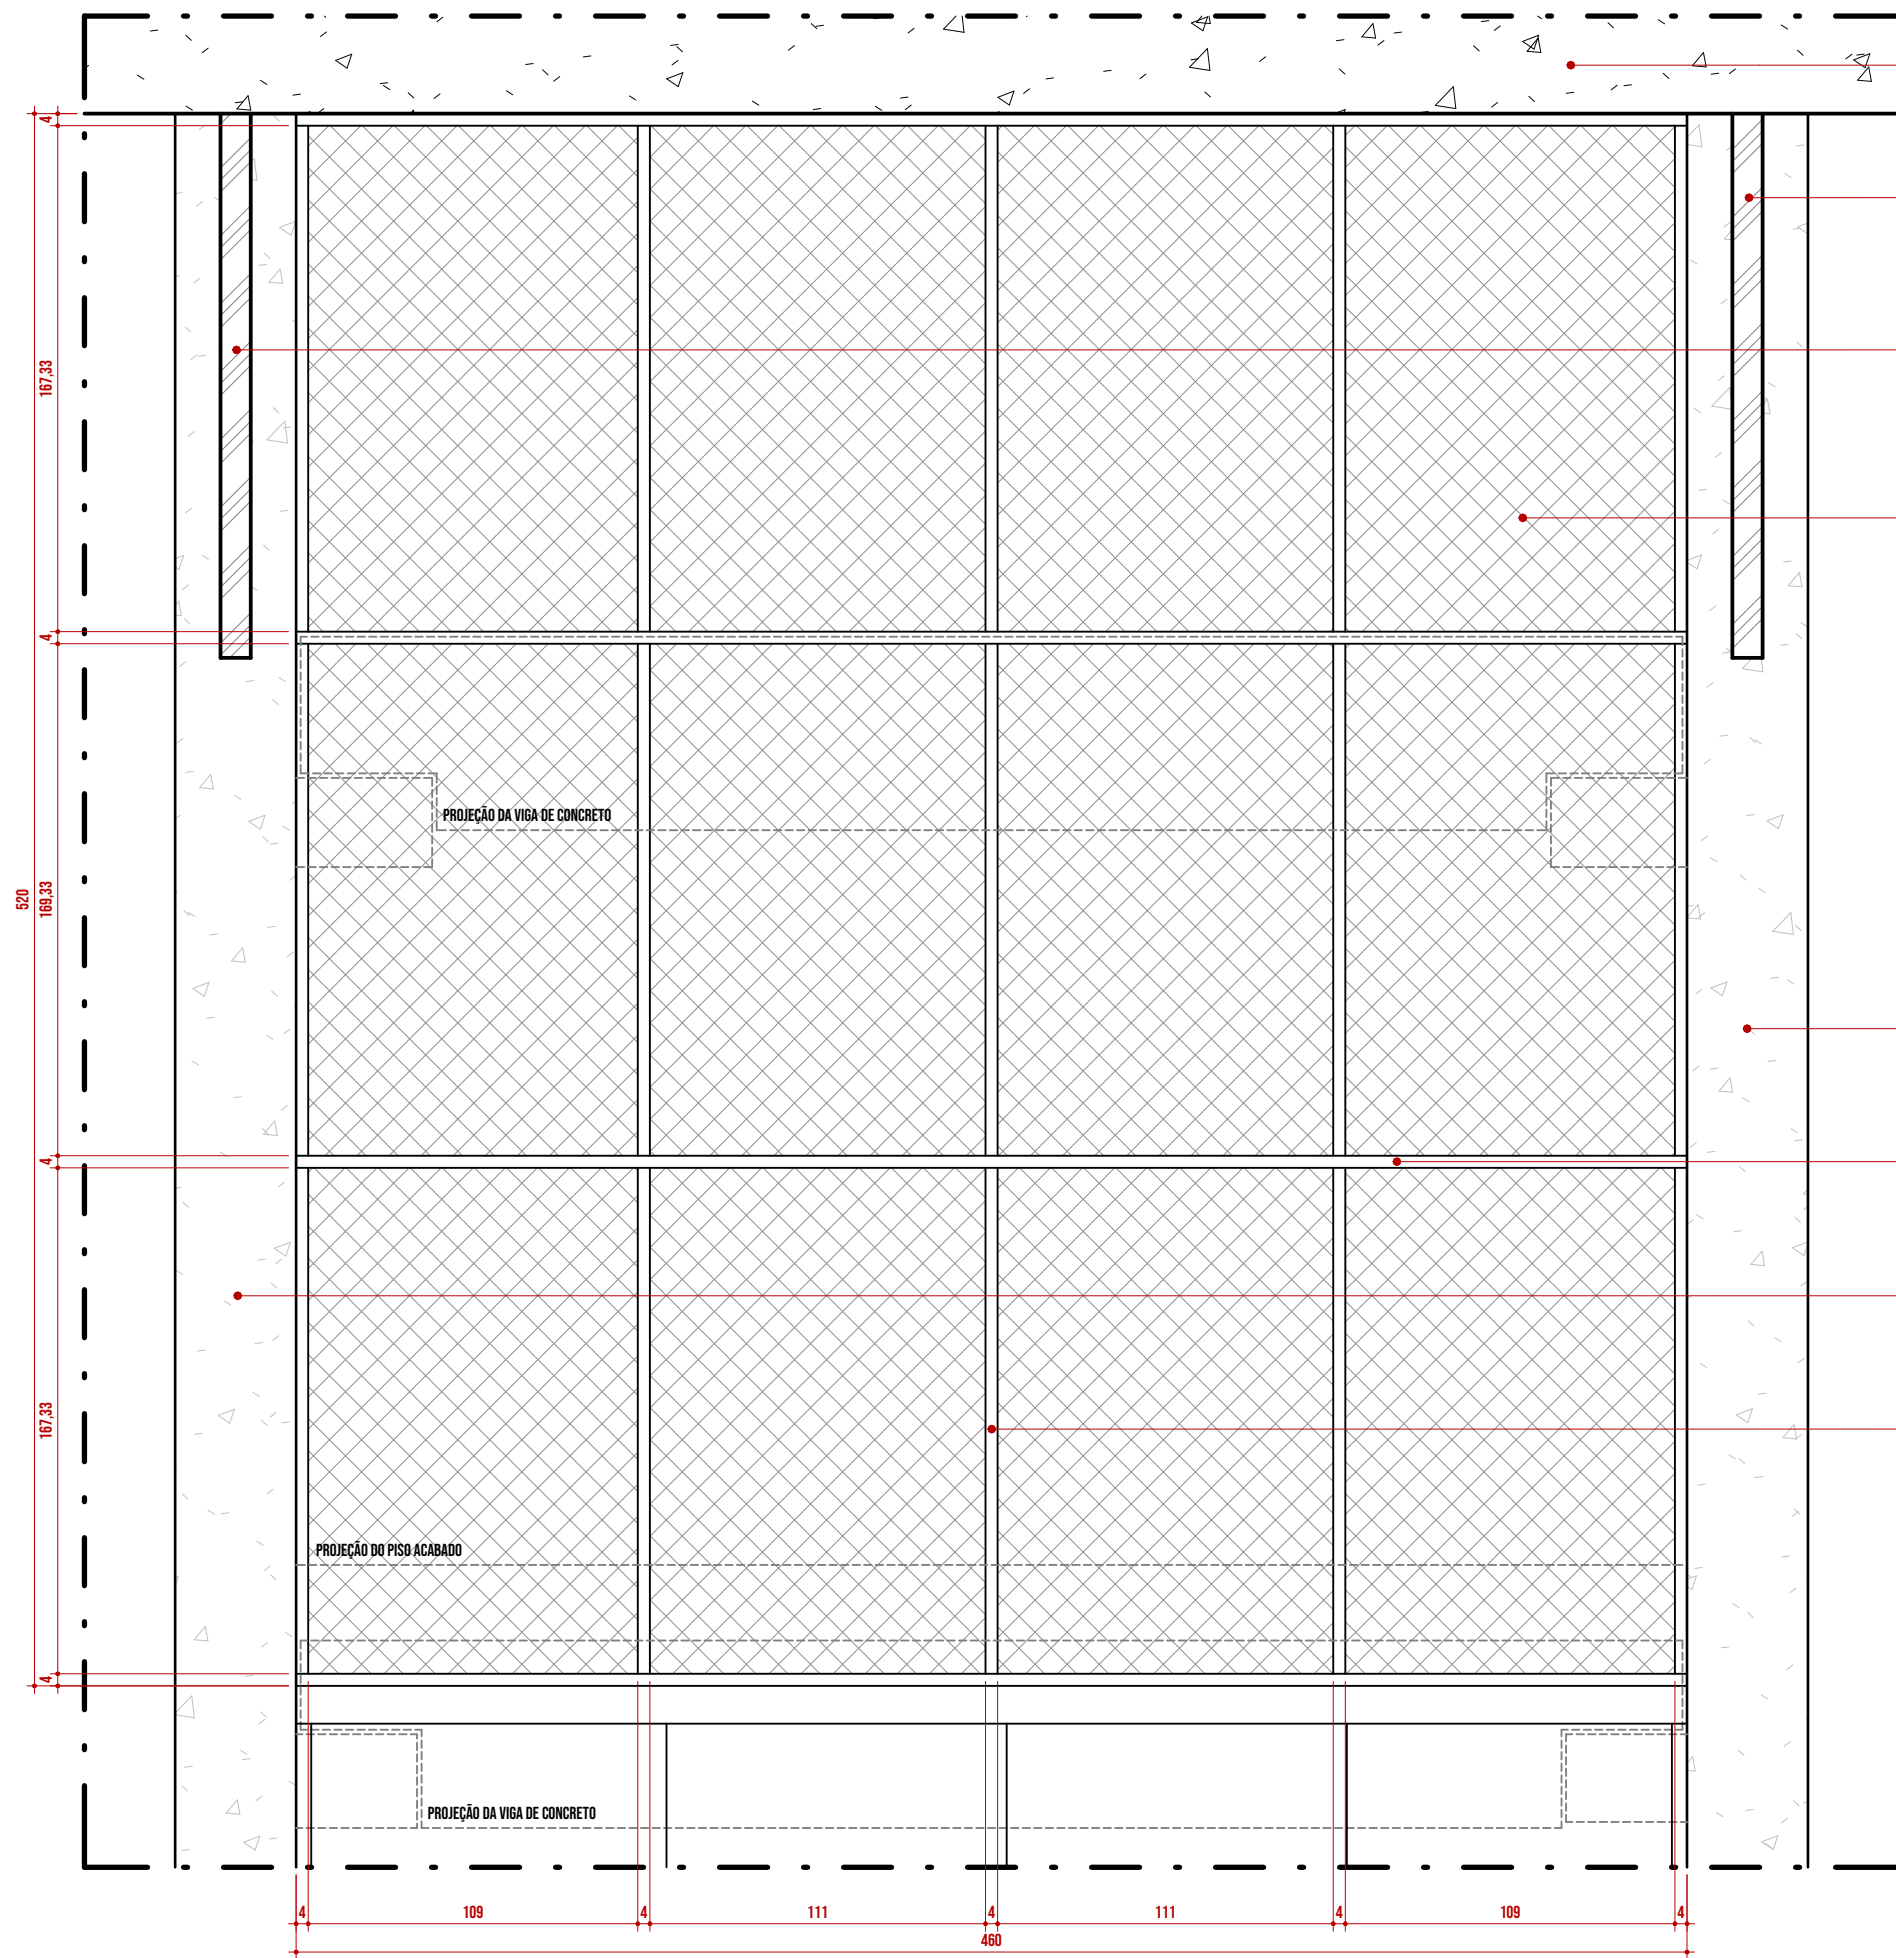 4
167,33
4
PROJEÇÃO DA VIGA DE CONCRETO
520
169,33
4
167,33
PROJEÇÃO DO PISO ACABADO
4
PROJEÇÃO DA VIGA DE CONCRETO
4 109 4 111 4 111 4 109 4
460